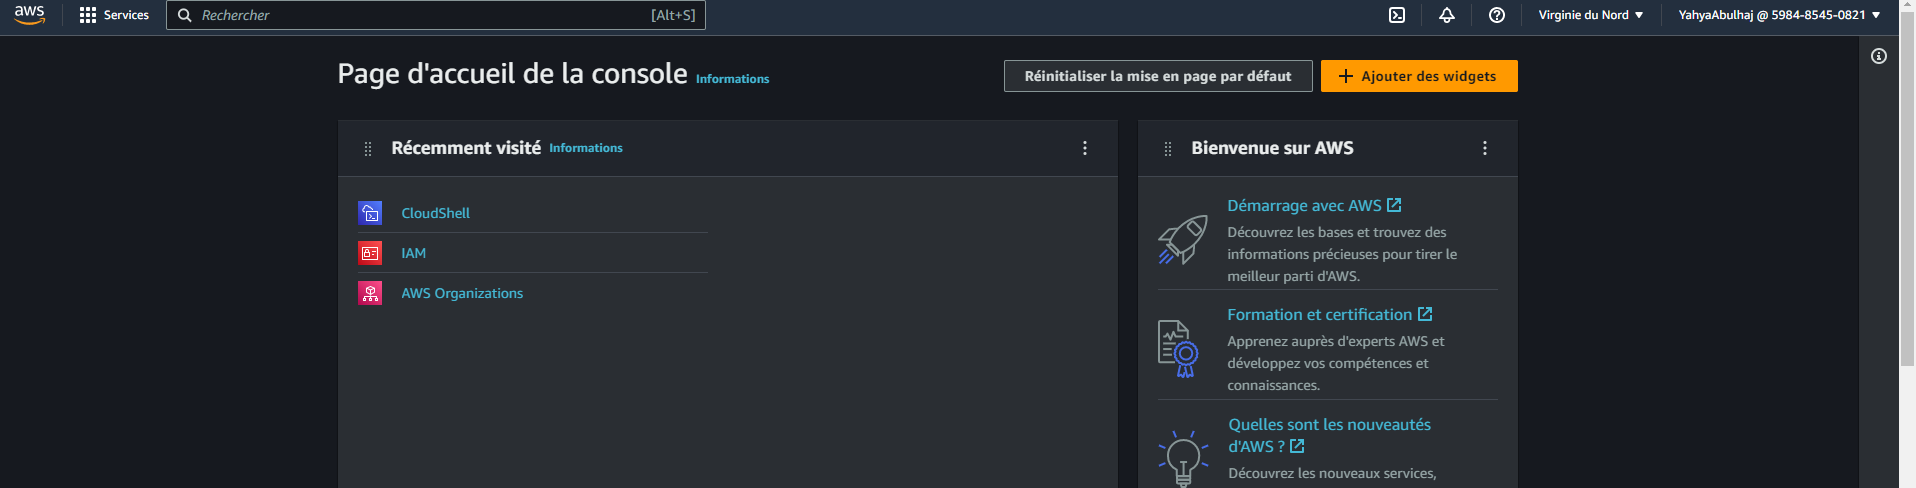 aws
Services
Rechercher
[Alt+S]
Virginie du Nord
YahyaAbulhaj @ 5984-8545-0821
Page d'accueil de la console Informations
Réinitialiser la mise en page par défaut
Ajouter des widgets
Récemment visité Informations
CloudShell
IAM
AWS Organizations
Bienvenue sur AWS
Démarrage avec AWS
Découvrez les bases et trouvez des
informations précieuses pour tirer le
meilleur parti d'AWS.
Formation et certification
Apprenez auprès d'experts AWS et
développez vos compétences et
connaissances.
Quelles sont les nouveautés
d'AWS ?
Découvrez les nouveaux services,